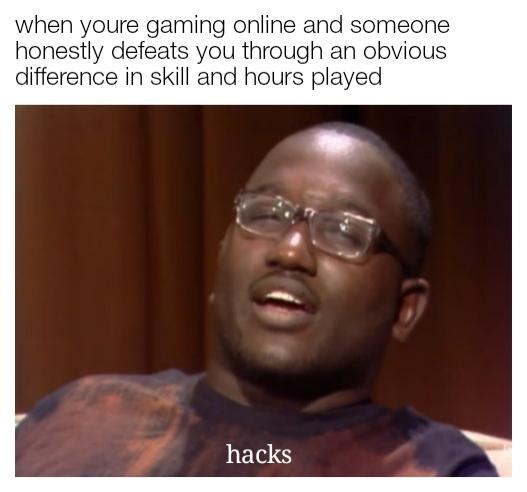 when youre gaming online and someone
honestly defeats you through an obvious
difference in skill and hours played
hacks